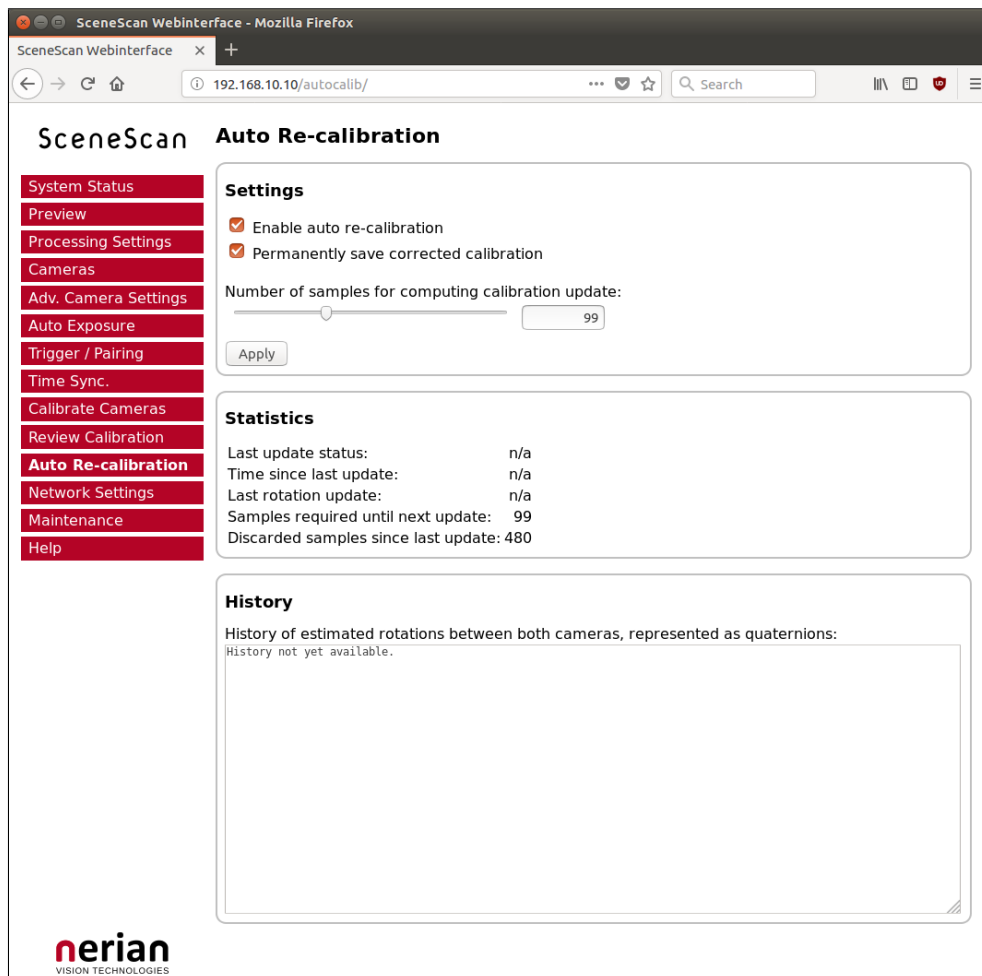 SceneScan Webinterface - Mozilla Firefox
SceneScan Webinterface
192.168.10.10/autocalib/
Search
SceneScan
Auto Re-calibration
System Status
Preview
Processing Settings
Cameras
Adv. Camera Settings
Auto Exposure
Trigger / Pairing
Time Sync.
Calibrate Cameras
Review Calibration
Auto Re-calibration
Network Settings
Maintenance
Help
Settings
Enable auto re-calibration
Permanently save corrected calibration
Number of samples for computing calibration update:
99
Apply
Statistics
Last update status: n/a
Time since last update: n/a
Last rotation update: n/a
Samples required until next update: 99
Discarded samples since last update: 480
History
History of estimated rotations between both cameras, represented as quaternions:
History not yet available.
nerian
VISION TECHNOLOGIES